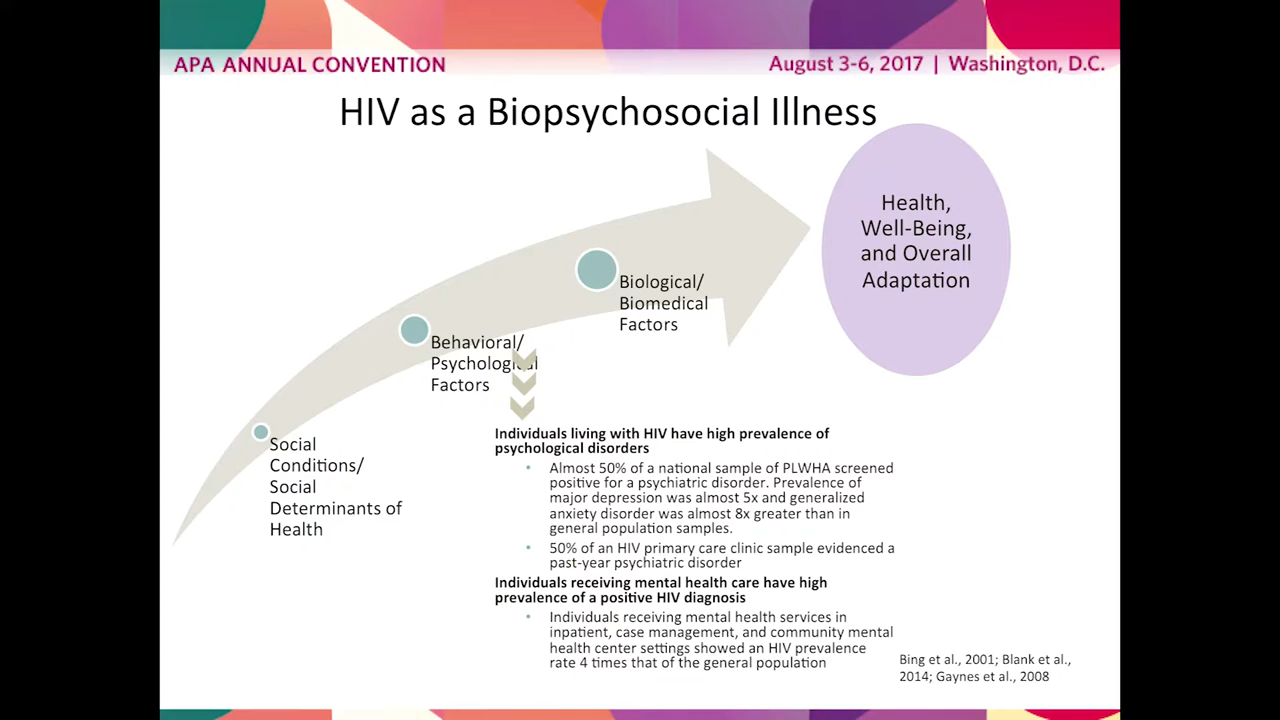 APA ANNUAL CONVENTION
August 3-6, 2017 | Washington, D.C.
HIV as a Biopsychosocial Illness
Health,
Well-Being,
and Overall
Adaptation
Biological/
Biomedical
Factors
Behavioral/
Psychological
Factors
Social
Conditions/
Social
Determinants of
Health
Individuals living with HIV have high prevalence of
psychological disorders
• Almost 50% of a national sample of PLWHA screened
positive for a psychiatric disorder. Prevalence of
major depression was almost 5x and generalized
anxiety disorder was almost 8x greater than in
general population samples.
• 50% of an HIV primary care clinic sample evidenced a
past-year psychiatric disorder
Individuals receiving mental health care have high
prevalence of a positive HIV diagnosis
• Individuals receiving mental health services in
inpatient, case management, and community mental
health center settings showed an HIV prevalence
rate 4 times that of the general population
Bing et al., 2001; Blank et al.,
2014; Gaynes et al., 2008